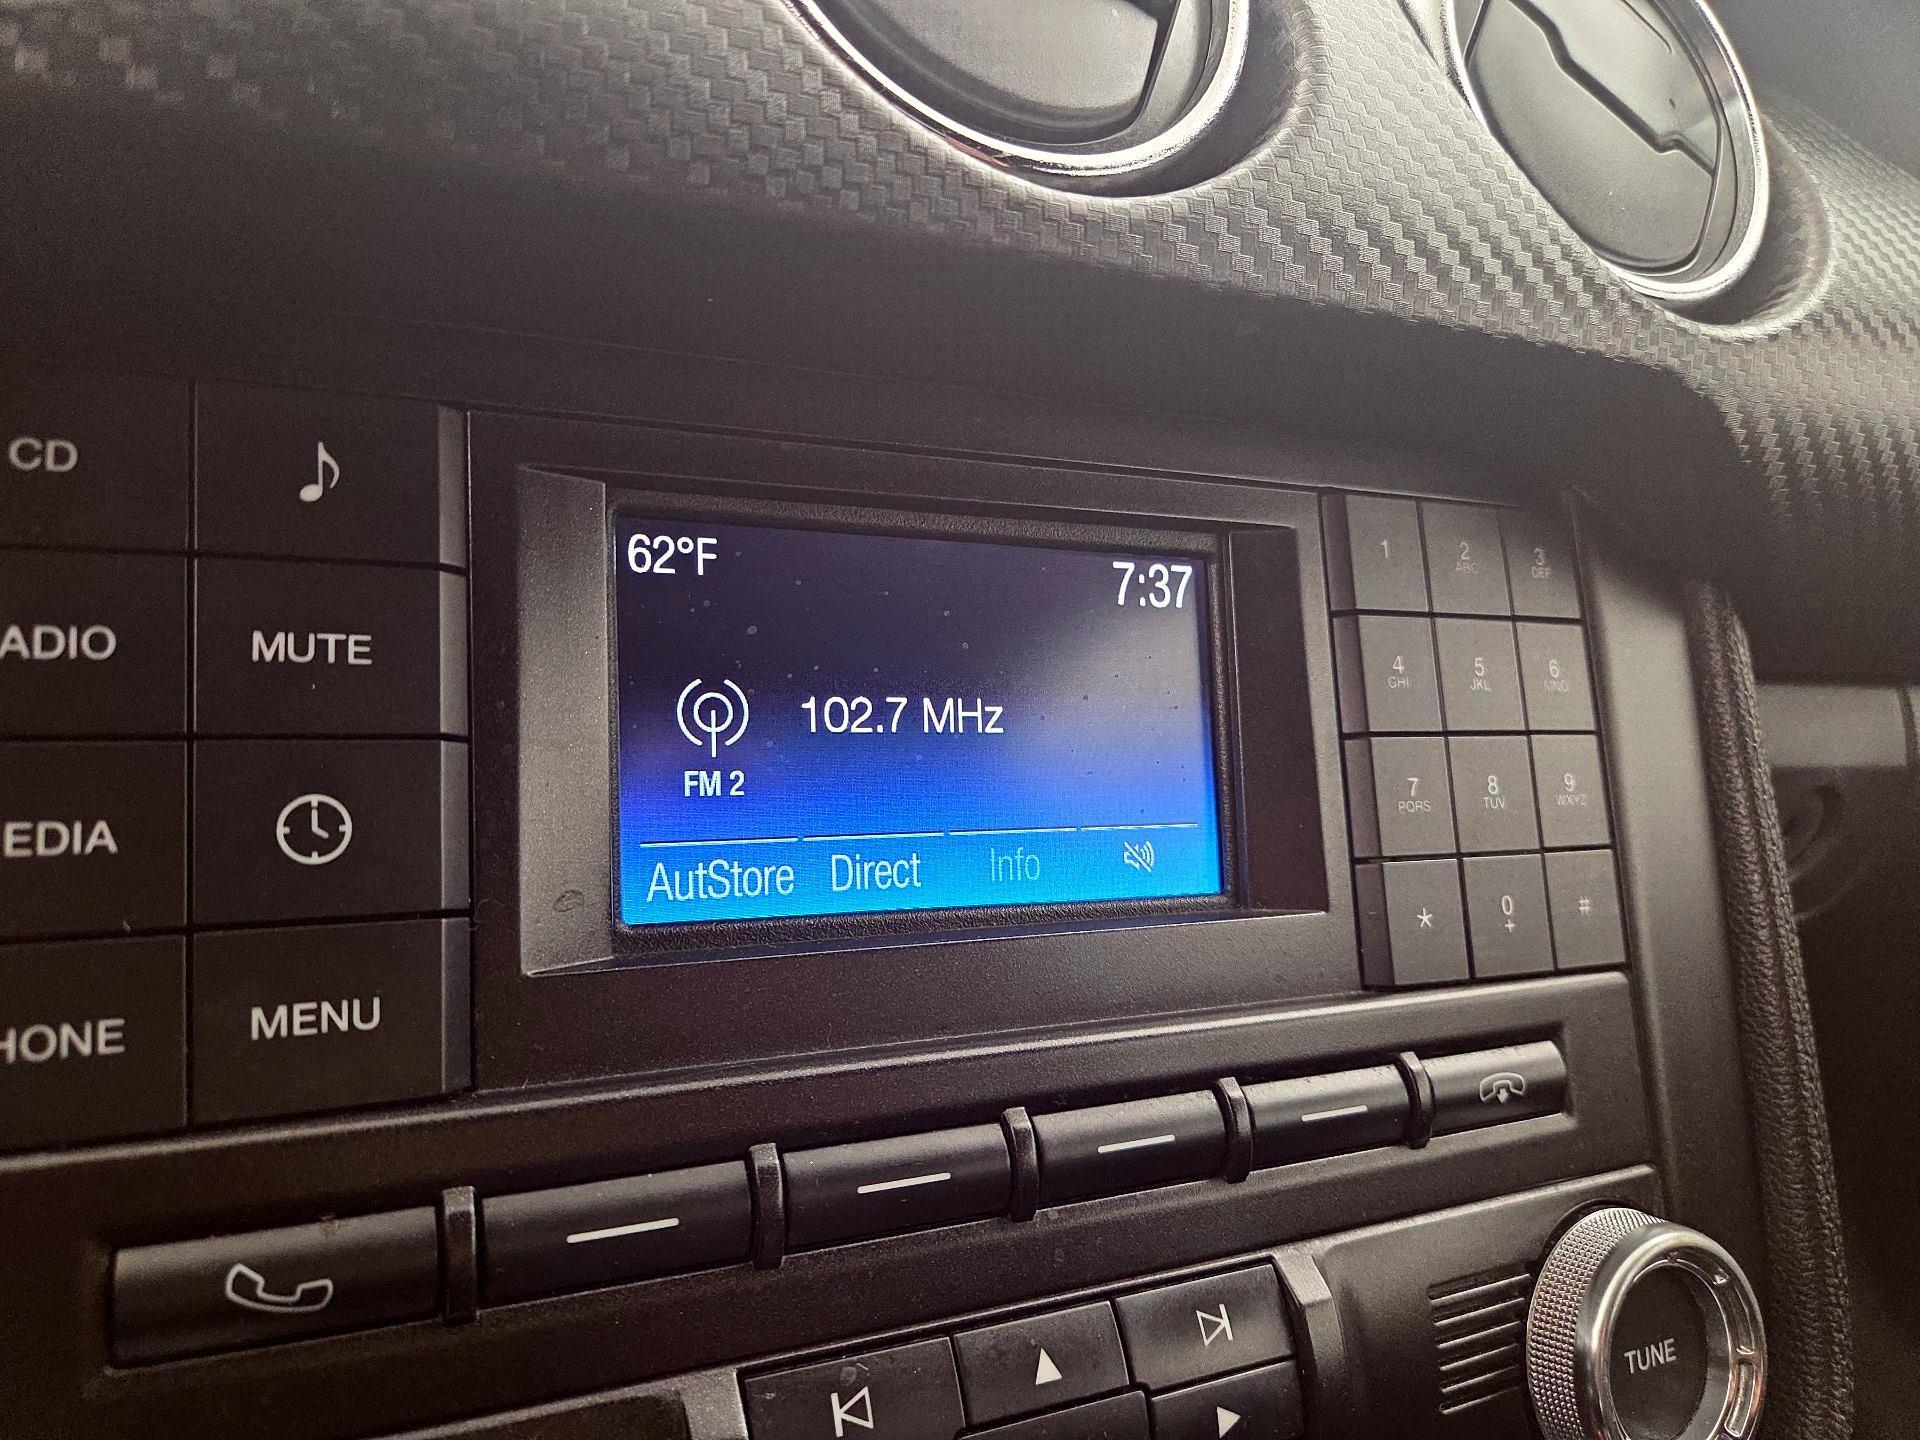 62°F
7:37
102.7 MHz
FM 2
AutStore Direct Info
CD
ADIO
MUTE
EDIA
HONE
MENU
1
2 ABC
3 DEF
4 GHI
5 JKL
6 MNO
7 PQRS
8 TUV
9 WXYZ
*
0 +
#
TUNE